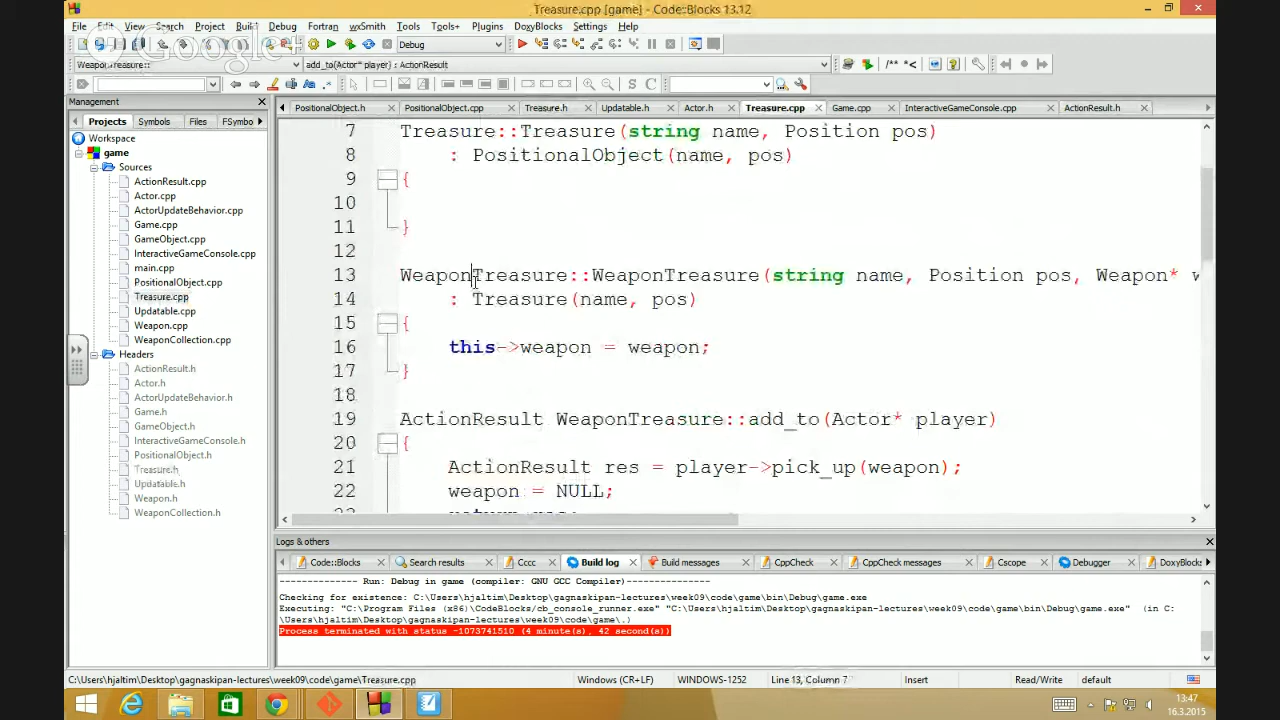 Treasure.cpp [game] - Code::Blocks 13.12
File Edit View Search Project Build Debug Fortran wxSmith Tools Tools+ Plugins DoxyBlocks Settings Help
Google+
Debug
WeaponTreasure:: add_to(Actor* player) : ActionResult
/** *<
Aa .* S C
Management
Projects Symbols Files FSymbo
PositionalObject.h PositionalObject.cpp Treasure.h Updatable.h Actor.h Treasure.cpp Game.cpp InteractiveGameConsole.cpp ActionResult.h
Workspace
game
Sources
ActionResult.cpp
Actor.cpp
ActorUpdateBehavior.cpp
Game.cpp
GameObject.cpp
InteractiveGameConsole.cpp
main.cpp
PositionalObject.cpp
Treasure.cpp
Updatable.cpp
Weapon.cpp
WeaponCollection.cpp
Headers
ActionResult.h
Actor.h
ActorUpdateBehavior.h
Game.h
GameObject.h
InteractiveGameConsole.h
PositionalObject.h
Treasure.h
Updatable.h
Weapon.h
WeaponCollection.h
7 Treasure::Treasure(string name, Position pos)
8 : PositionalObject(name, pos)
9 {
10
11 }
12
13 WeaponTreasure::WeaponTreasure(string name, Position pos, Weapon* w
14 : Treasure(name, pos)
15 {
16 this->weapon = weapon;
17 }
18
19 ActionResult WeaponTreasure::add_to(Actor* player)
20 {
21 ActionResult res = player->pick_up(weapon);
22 weapon = NULL;
Logs & others
Code::Blocks Search results Cccc Build log Build messages CppCheck CppCheck messages Cscope Debugger DoxyBlocks
-------------- Run: Debug in game (compiler: GNU GCC Compiler)---------------
Checking for existence: C:\Users\hjaltim\Desktop\gagnaskipan-lectures\week09\code\game\bin\Debug\game.exe
Executing: "C:\Program Files (x86)\CodeBlocks/cb_console_runner.exe" "C:\Users\hjaltim\Desktop\gagnaskipan-lectures\week09\code\game\bin\Debug\game.exe"  (in C:
\Users\hjaltim\Desktop\gagnaskipan-lectures\week09\code\game\.)
Process terminated with status -1073741510 (4 minute(s), 42 second(s))
C:\Users\hjaltim\Desktop\gagnaskipan-lectures\week09\code\game\Treasure.cpp Windows (CR+LF) WINDOWS-1252 Line 13, Column 7 Insert Read/Write default
13:47
16.3.2015